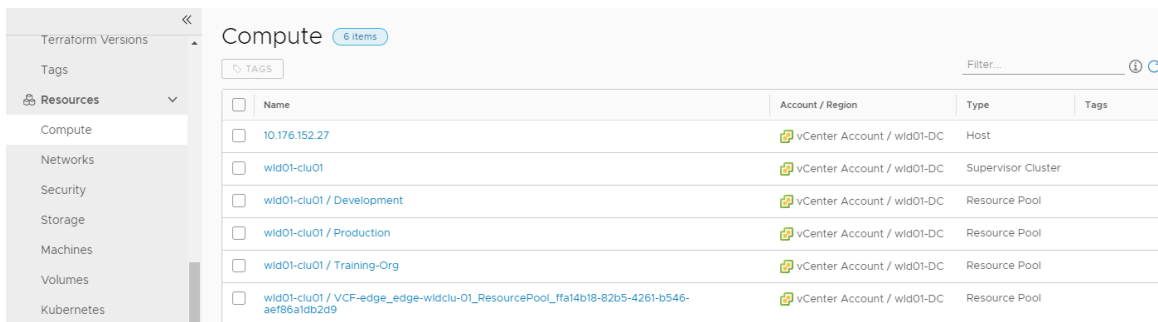 «
Terraform Versions
Tags
Resources
Compute
Networks
Security
Storage
Machines
Volumes
Kubernetes
Compute 6 items
TAGS
Filter...
Name Account / Region Type Tags
10.176.152.27 vCenter Account / wld01-DC Host
wld01-clu01 vCenter Account / wld01-DC Supervisor Cluster
wld01-clu01 / Development vCenter Account / wld01-DC Resource Pool
wld01-clu01 / Production vCenter Account / wld01-DC Resource Pool
wld01-clu01 / Training-Org vCenter Account / wld01-DC Resource Pool
wld01-clu01 / VCF-edge_edge-wldclu-01_ResourcePool_ffa14b18-82b5-4261-b546- vCenter Account / wld01-DC Resource Pool
aef86a1db2d9